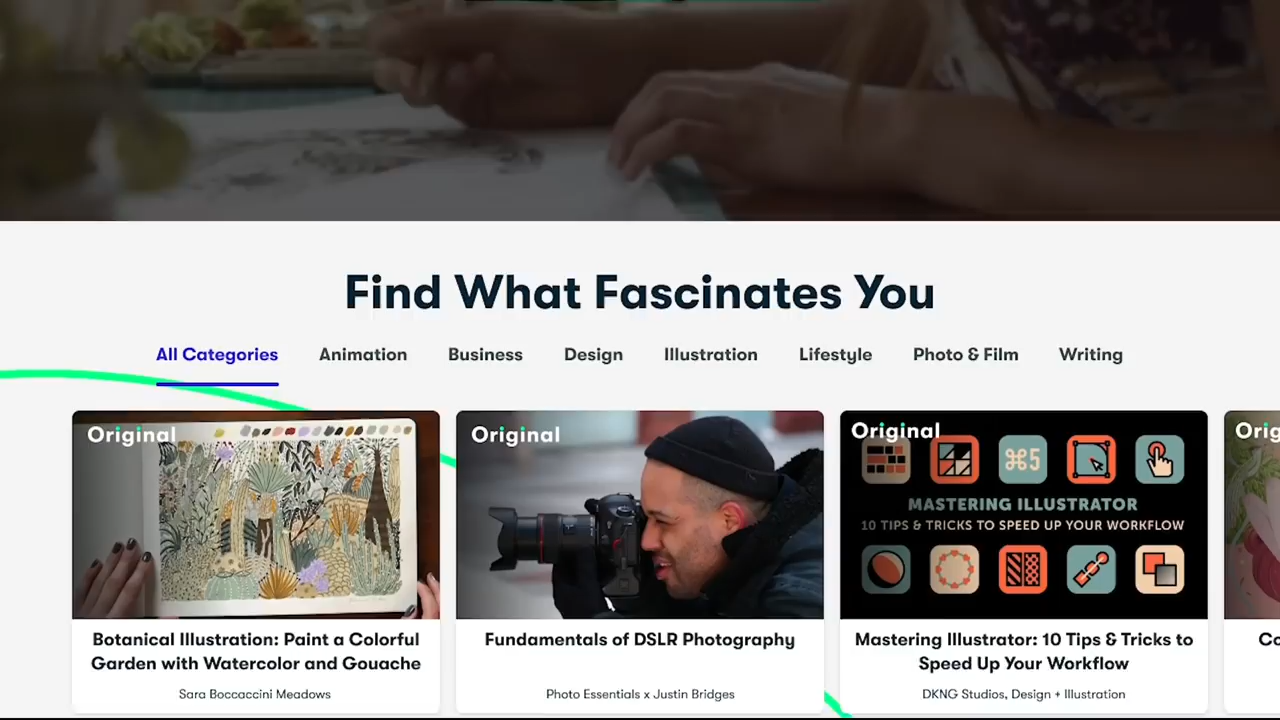 Find What Fascinates You
All Categories Animation Business Design Illustration Lifestyle Photo & Film Writing
Original
Botanical Illustration: Paint a Colorful
Garden with Watercolor and Gouache
Sara Boccaccini Meadows
Original
Fundamentals of DSLR Photography
Photo Essentials x Justin Bridges
Original
⌘5
MASTERING ILLUSTRATOR
10 TIPS & TRICKS TO SPEED UP YOUR WORKFLOW
Mastering Illustrator: 10 Tips & Tricks to
Speed Up Your Workflow
DKNG Studios, Design + Illustration
Orig
Co